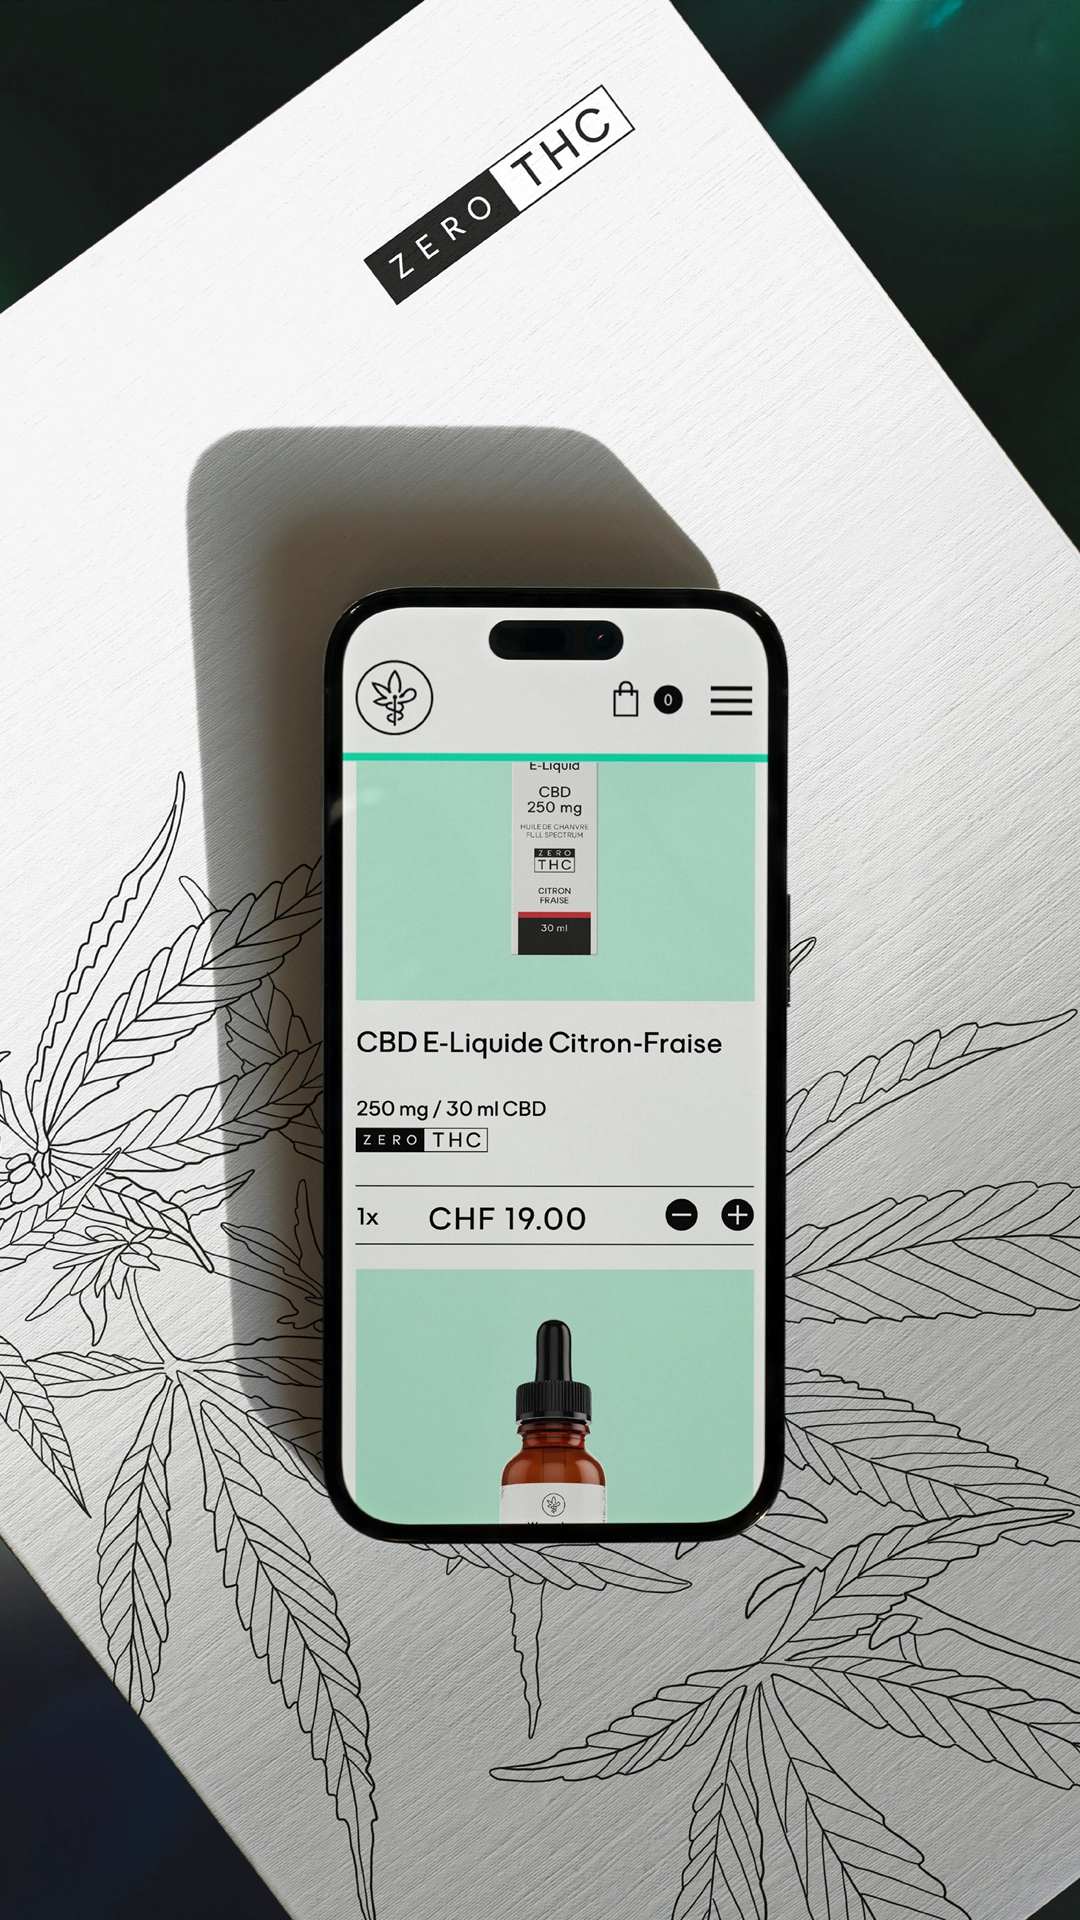 ZERO THC
0
E-Liquid
CBD
250 mg
HUILE DE CHANVRE
FULL SPECTRUM
ZERO
THC
CITRON
FRAISE
30 ml
CBD E-Liquide Citron-Fraise
250 mg / 30 ml CBD
ZERO THC
1x CHF 19.00